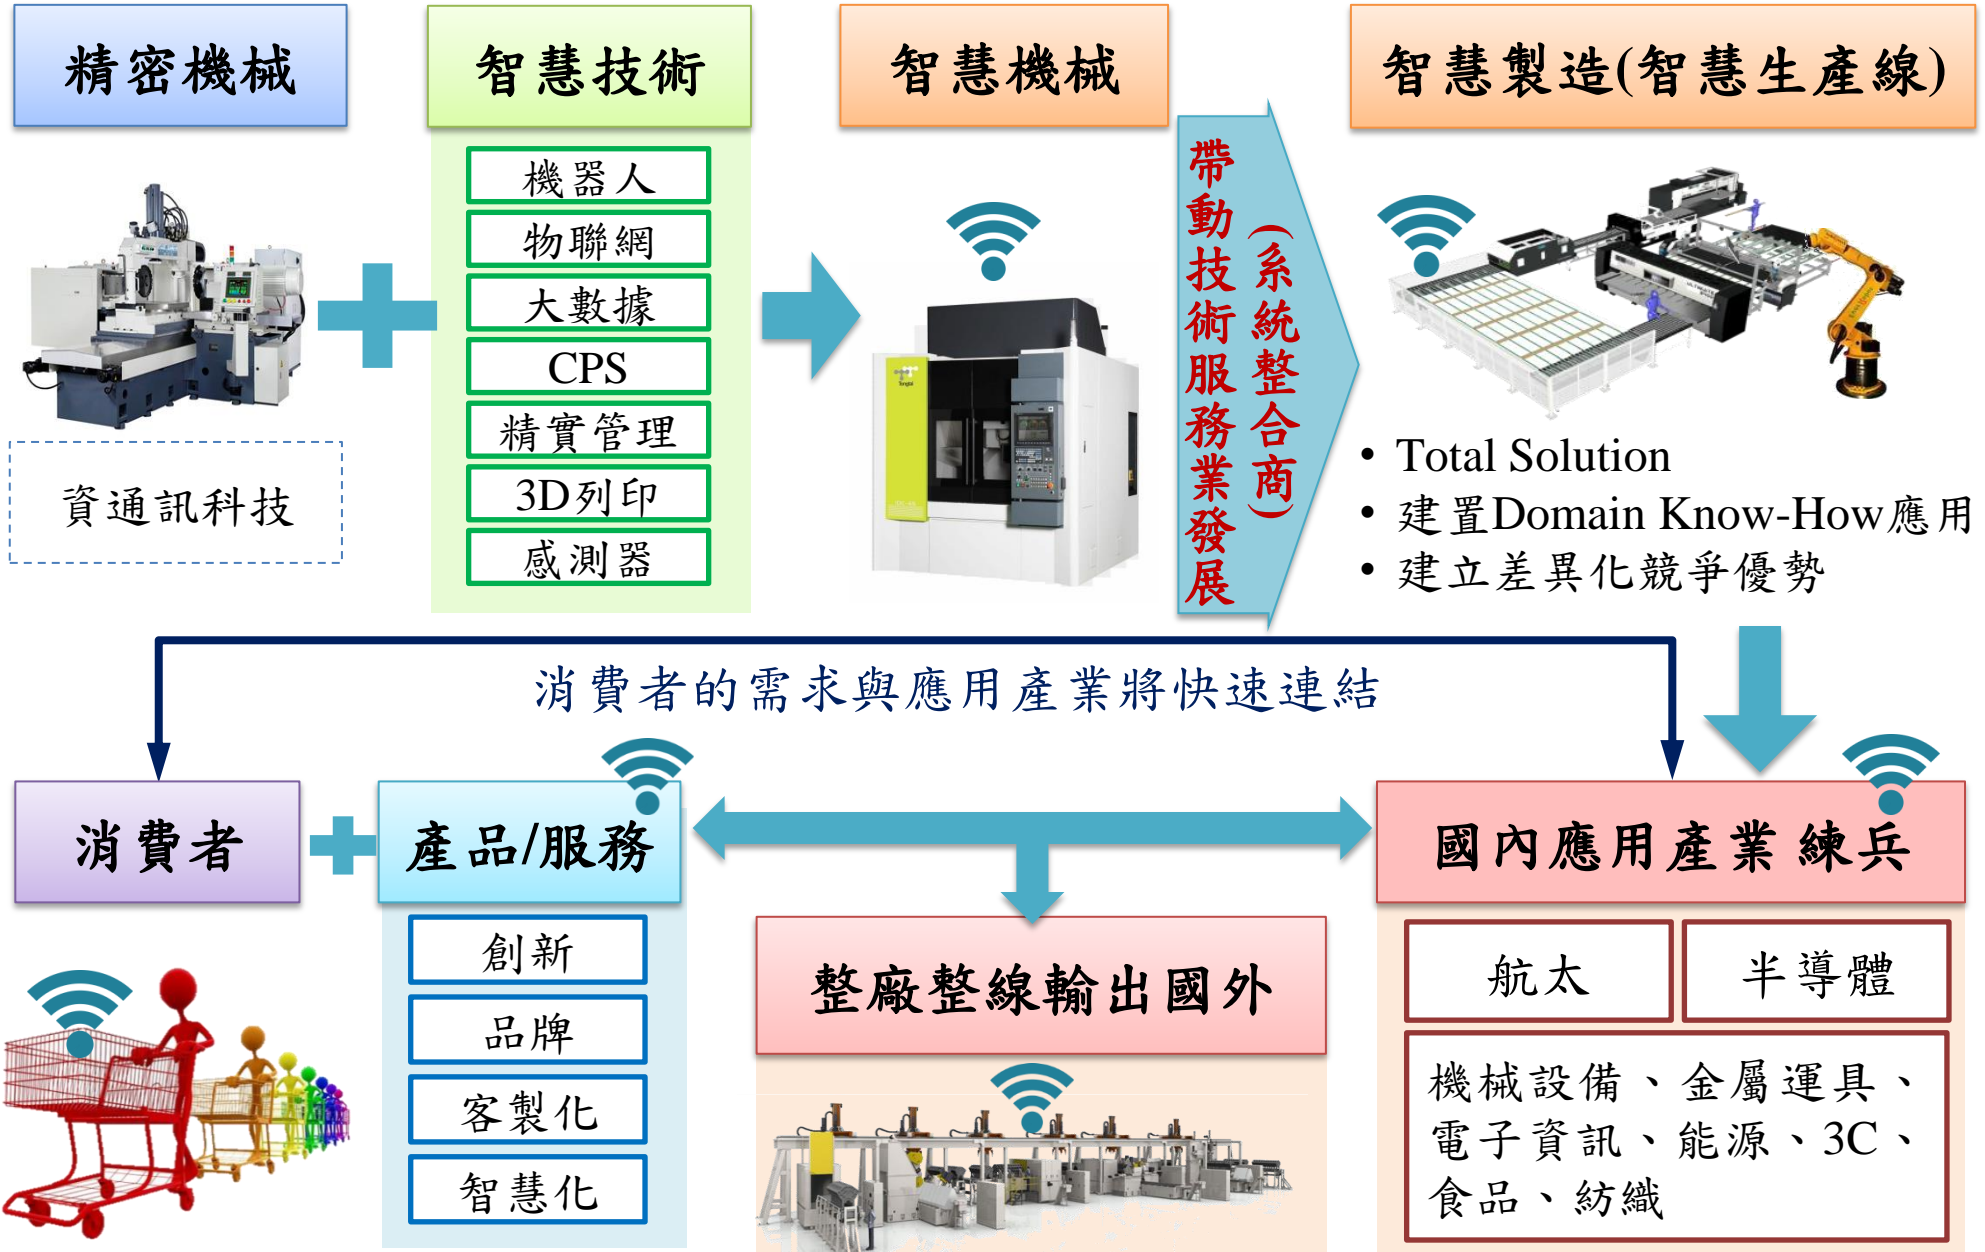 精密機械
智慧技術
智慧機械
智慧製造(智慧生產線)
機器人
物聯網
大數據
CPS
精實管理
3D列印
感測器
資通訊科技
Tongtai
帶動技術服務業發展
(系統整合商)
• Total Solution
• 建置Domain Know-How應用
• 建立差異化競爭優勢
消費者的需求與應用產業將快速連結
消費者
產品/服務
國內應用產業 練兵
創新
品牌
客製化
智慧化
整廠整線輸出國外
航太
半導體
機械設備、金屬運具、
電子資訊、能源、3C、
食品、紡織